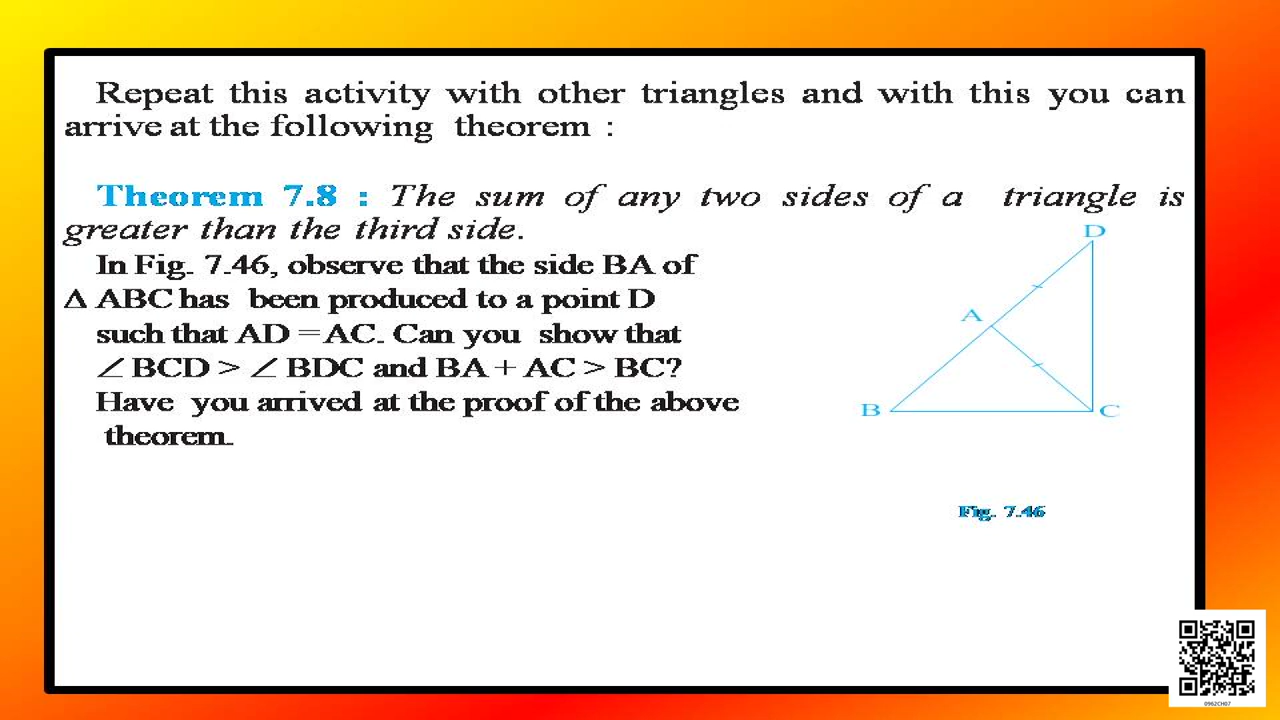 Repeat this activity with other triangles and with this you can
arrive at the following theorem :
Theorem 7.8 : The sum of any two sides of a triangle is
greater than the third side.
In Fig. 7.46, observe that the side BA of
Δ ABC has been produced to a point D
such that AD = AC. Can you show that
∠ BCD > ∠ BDC and BA + AC > BC?
Have you arrived at the proof of the above
theorem.
D
A
B
C
Fig. 7.46
0962CH07